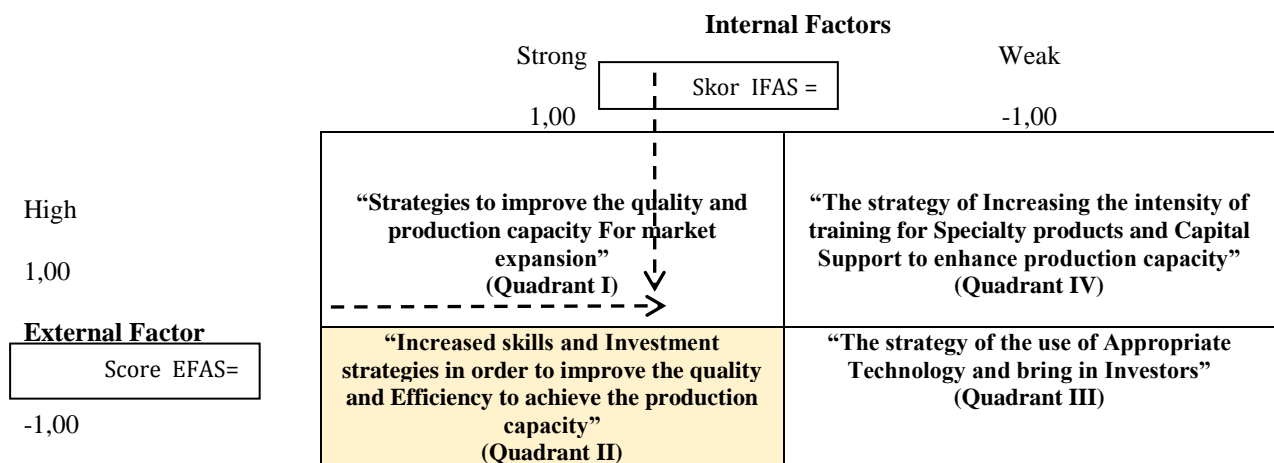 Internal Factors
Strong
Weak
Skor IFAS =
1,00
-1,00
High
1,00
External Factor
Score EFAS=
-1,00
“Strategies to improve the quality and
production capacity For market
expansion”
(Quadrant I)
“The strategy of Increasing the intensity of
training for Specialty products and Capital
Support to enhance production capacity”
(Quadrant IV)
“Increased skills and Investment
strategies in order to improve the quality
and Efficiency to achieve the production
capacity”
(Quadrant II)
“The strategy of the use of Appropriate
Technology and bring in Investors”
(Quadrant III)